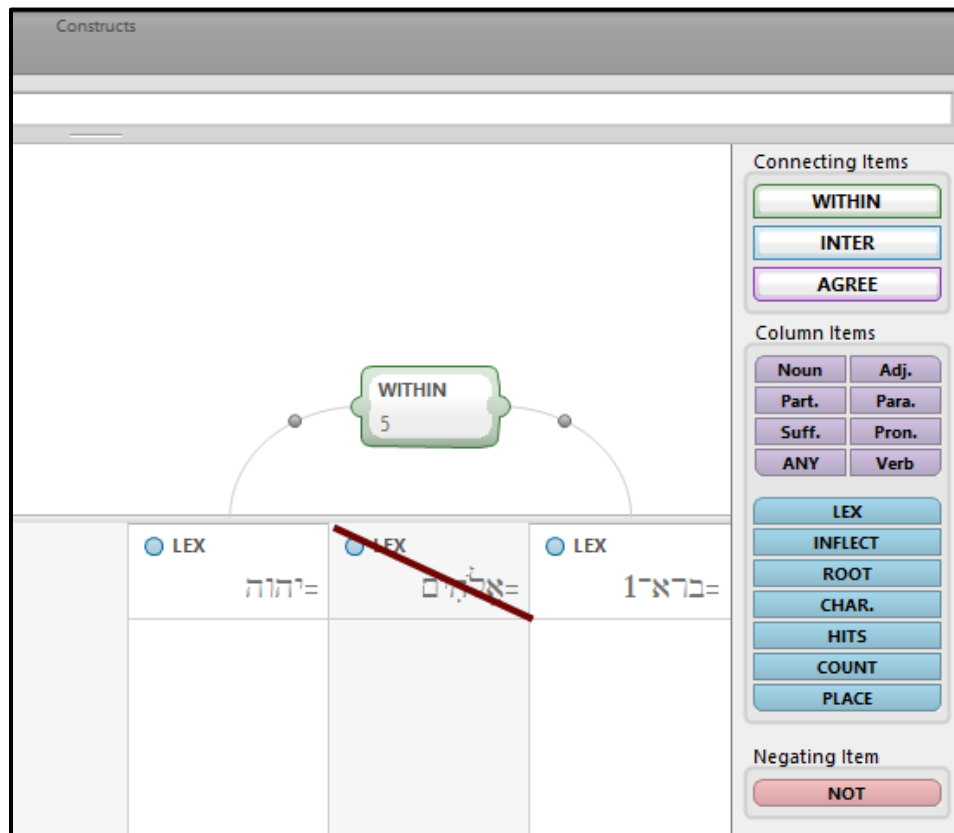 Constructs
Connecting Items
WITHIN
INTER
AGREE
Column Items
Noun Adj.
Part. Para.
Suff. Pron.
ANY Verb
LEX
INFLECT
ROOT
CHAR.
HITS
COUNT
PLACE
Negating Item
NOT
WITHIN
5
LEX LEX LEX
=יהוה
=אֱלֹהִים
=ברא־1